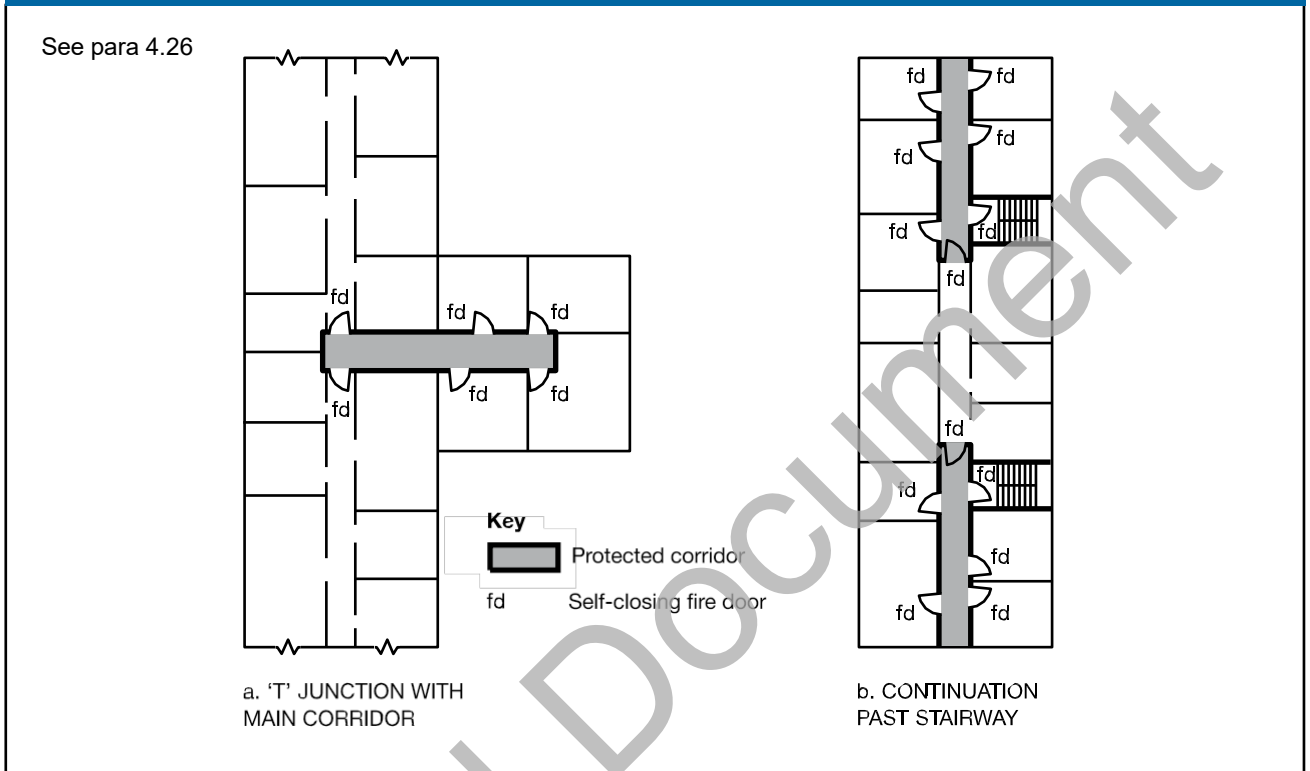 See para 4.26
fd
fd fd
fd fd
fd
Key
Protected corridor
fd Self-closing fire door
a. ‘T’ JUNCTION WITH
MAIN CORRIDOR
fd fd
fd
fd
fd fd
fd
fd
fd
fd
fd
fd fd
b. CONTINUATION
PAST STAIRWAY
Document